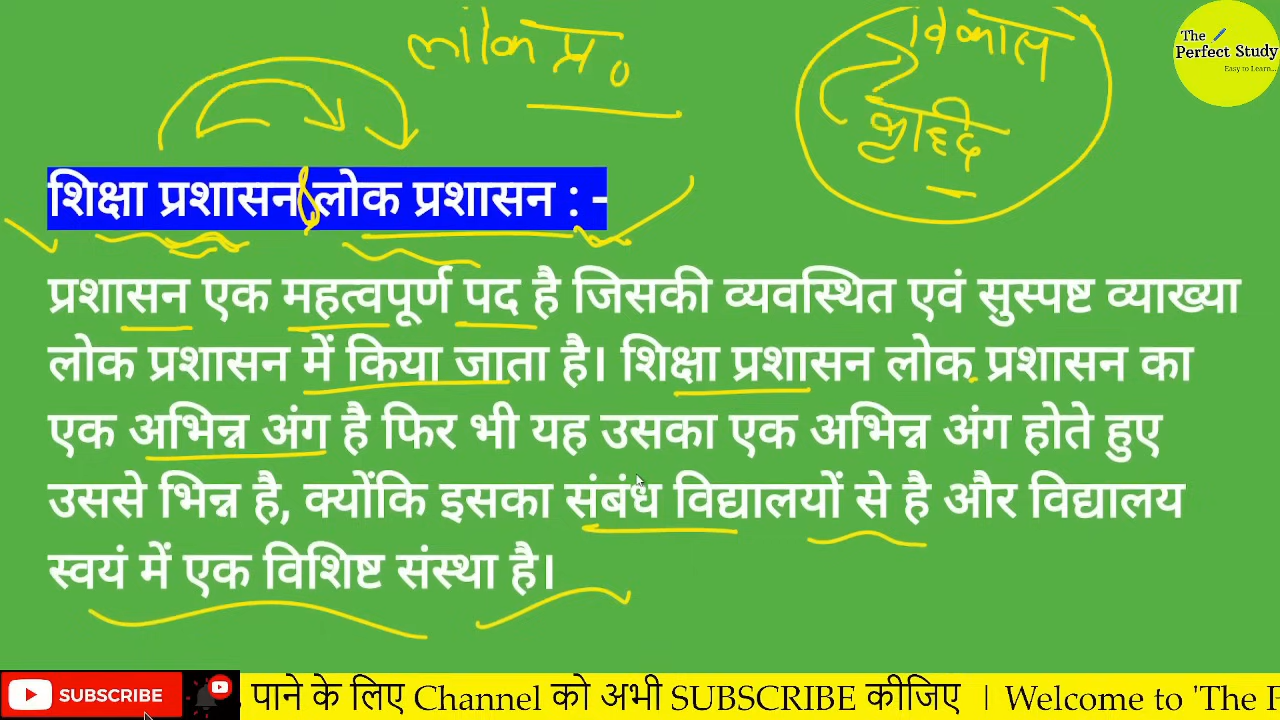 लोक प्र०
विकास
The
Perfect Study
Easy to Learn...
शिक्षा प्रशासन लोक प्रशासन : -
प्रशासन एक महत्वपूर्ण पद है जिसकी व्यवस्थित एवं सुस्पष्ट व्याख्या
लोक प्रशासन में किया जाता है। शिक्षा प्रशासन लोक प्रशासन का
एक अभिन्न अंग है फिर भी यह उसका एक अभिन्न अंग होते हुए
उससे भिन्न है, क्योंकि इसका संबंध विद्यालयों से है और विद्यालय
स्वयं में एक विशिष्ट संस्था है।
SUBSCRIBE
पाने के लिए Channel को अभी SUBSCRIBE कीजिए | Welcome to 'The